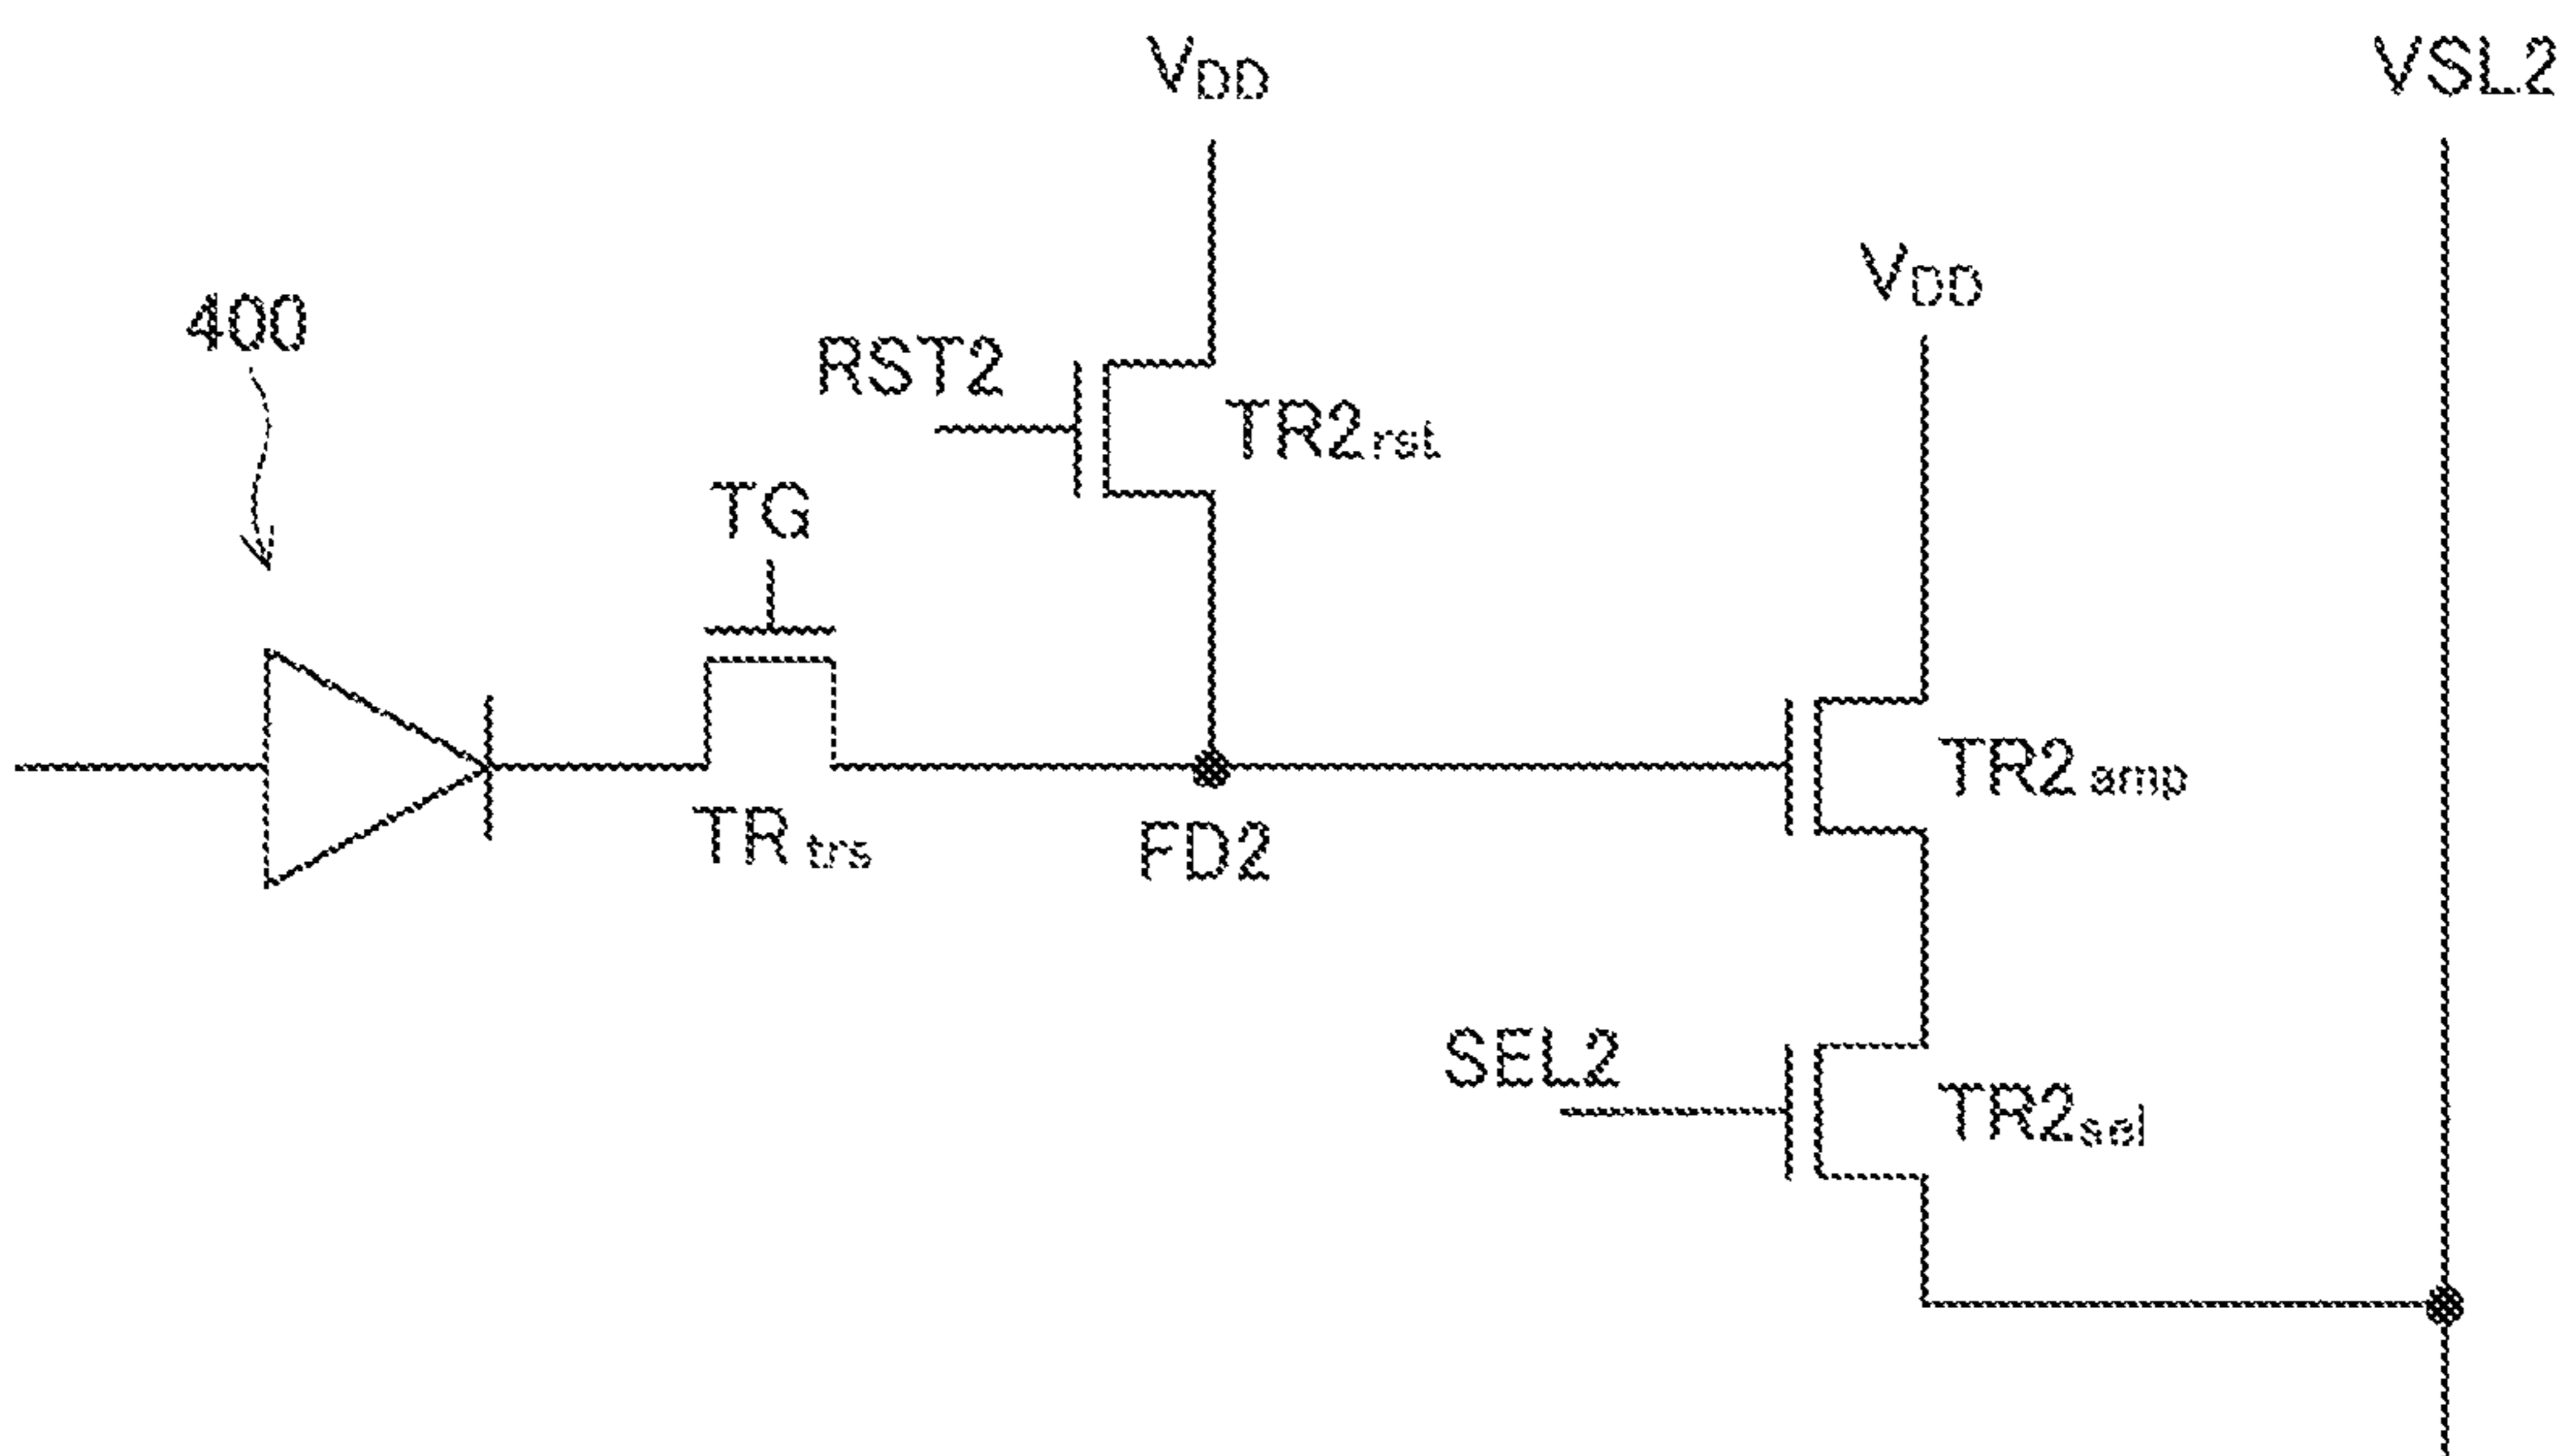 VDD
VSL2
VDD
400
RST2
TR2rst
TG
TR2amp
TRtrs
FD2
SEL2
TR2sel